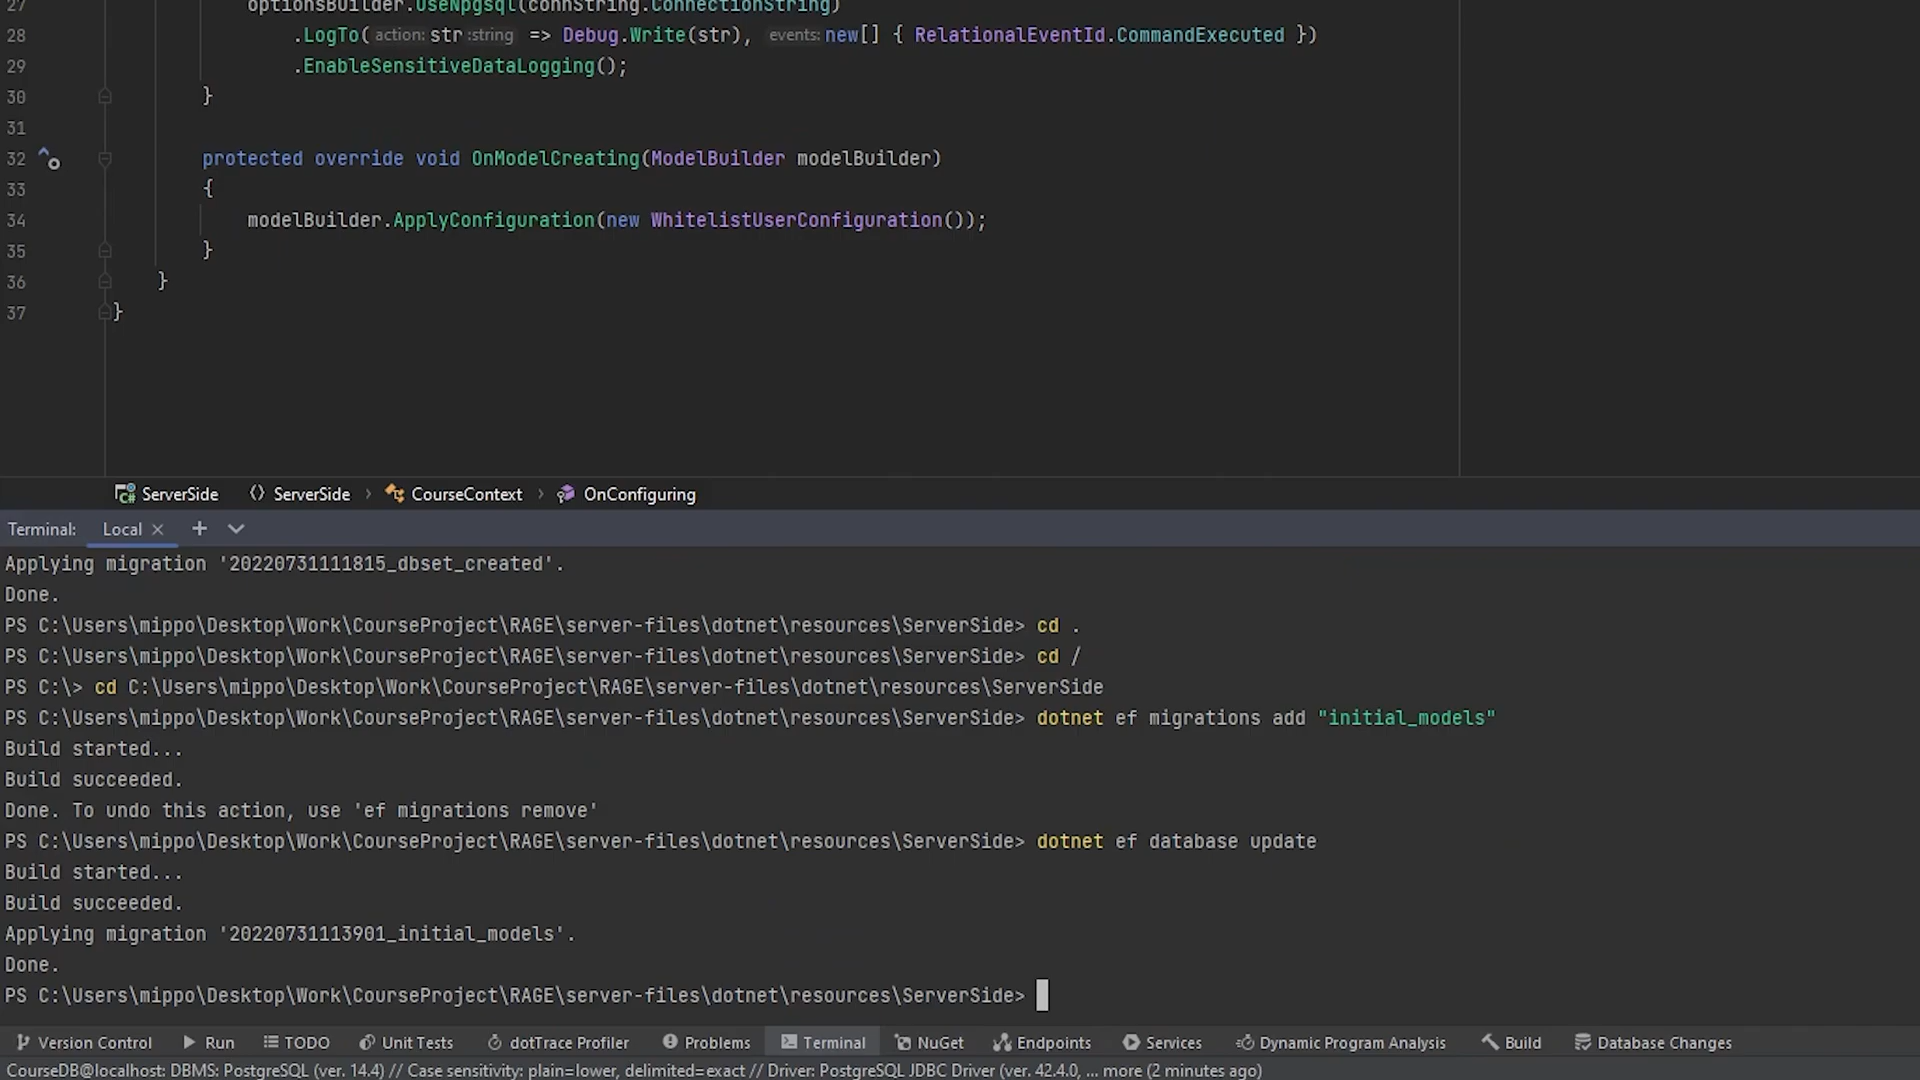 27 optionsBuilder.UseNpgsql(connString.ConnectionString)
28 .LogTo( action: str :string => Debug.Write(str), events: new[] { RelationalEventId.CommandExecuted })
29 .EnableSensitiveDataLogging();
30 }
31
32 protected override void OnModelCreating(ModelBuilder modelBuilder)
33 {
34 modelBuilder.ApplyConfiguration(new WhitelistUserConfiguration());
35 }
36 }
37 }
ServerSide <> ServerSide > CourseContext > OnConfiguring
Terminal: Local × +
Applying migration '20220731111815_dbset_created'.
Done.
PS C:\Users\mippo\Desktop\Work\CourseProject\RAGE\server-files\dotnet\resources\ServerSide> cd .
PS C:\Users\mippo\Desktop\Work\CourseProject\RAGE\server-files\dotnet\resources\ServerSide> cd /
PS C:\> cd C:\Users\mippo\Desktop\Work\CourseProject\RAGE\server-files\dotnet\resources\ServerSide
PS C:\Users\mippo\Desktop\Work\CourseProject\RAGE\server-files\dotnet\resources\ServerSide> dotnet ef migrations add "initial_models"
Build started...
Build succeeded.
Done. To undo this action, use 'ef migrations remove'
PS C:\Users\mippo\Desktop\Work\CourseProject\RAGE\server-files\dotnet\resources\ServerSide> dotnet ef database update
Build started...
Build succeeded.
Applying migration '20220731113901_initial_models'.
Done.
PS C:\Users\mippo\Desktop\Work\CourseProject\RAGE\server-files\dotnet\resources\ServerSide>
Version Control Run TODO Unit Tests dotTrace Profiler Problems Terminal NuGet Endpoints Services Dynamic Program Analysis Build Database Changes
CourseDB@localhost: DBMS: PostgreSQL (ver. 14.4) // Case sensitivity: plain=lower, delimited=exact // Driver: PostgreSQL JDBC Driver (ver. 42.4.0, ... more (2 minutes ago)